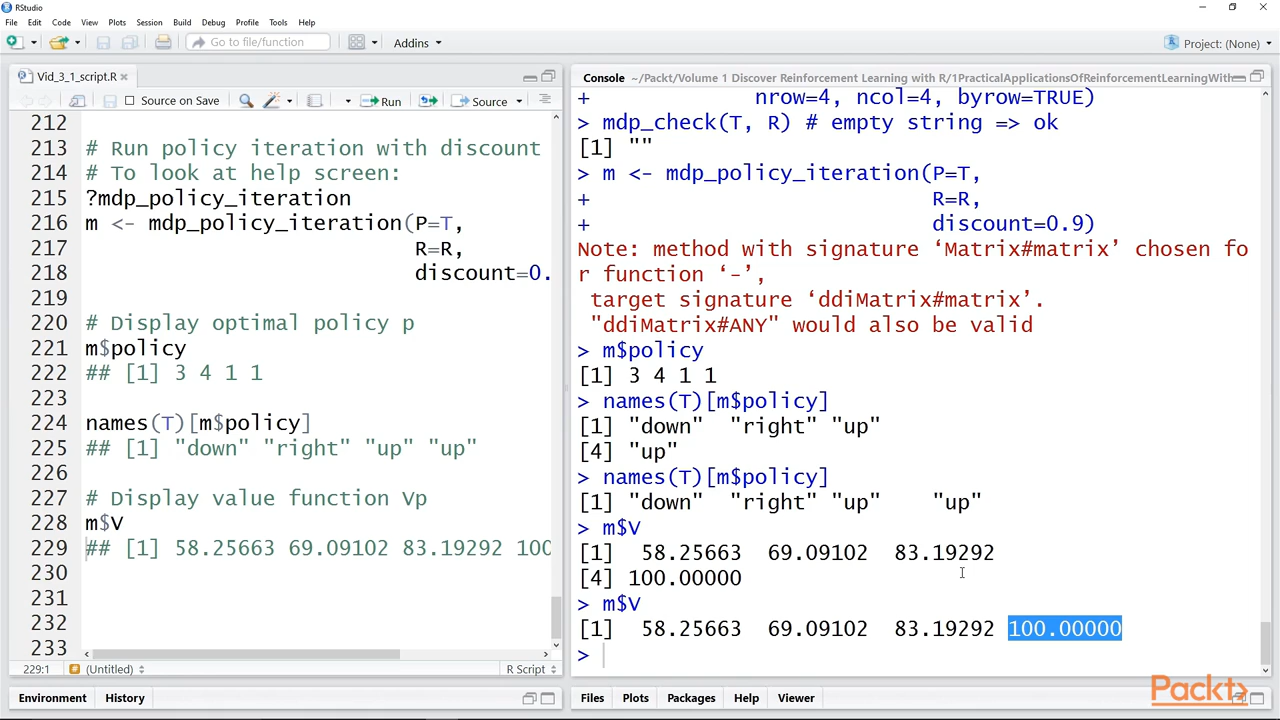 RStudio
File Edit Code View Plots Session Build Debug Profile Tools Help
Go to file/function Addins Project: (None)
Vid_3_1_script.R
Source on Save Run Source
212
213 # Run policy iteration with discount
214 # To look at help screen:
215 ?mdp_policy_iteration
216 m <- mdp_policy_iteration(P=T,
217 R=R,
218 discount=0.
219
220 # Display optimal policy p
221 m$policy
222 ## [1] 3 4 1 1
223
224 names(T)[m$policy]
225 ## [1] "down" "right" "up" "up"
226
227 # Display value function Vp
228 m$V
229 ## [1] 58.25663 69.09102 83.19292 100
230
231
232
233
229:1 (Untitled) R Script
Environment History
Console ~/Packt/Volume 1 Discover Reinforcement Learning with R/1PracticalApplicationsOfReinforcementLearningWith
+ nrow=4, ncol=4, byrow=TRUE)
> mdp_check(T, R) # empty string => ok
[1] ""
> m <- mdp_policy_iteration(P=T,
+ R=R,
+ discount=0.9)
Note: method with signature ‘Matrix#matrix’ chosen fo
r function ‘-’,
target signature ‘ddiMatrix#matrix’.
"ddiMatrix#ANY" would also be valid
> m$policy
[1] 3 4 1 1
> names(T)[m$policy]
[1] "down" "right" "up"
[4] "up"
> names(T)[m$policy]
[1] "down" "right" "up" "up"
> m$V
[1] 58.25663 69.09102 83.19292
[4] 100.00000
> m$V
[1] 58.25663 69.09102 83.19292 100.00000
>
Files Plots Packages Help Viewer
Packt>